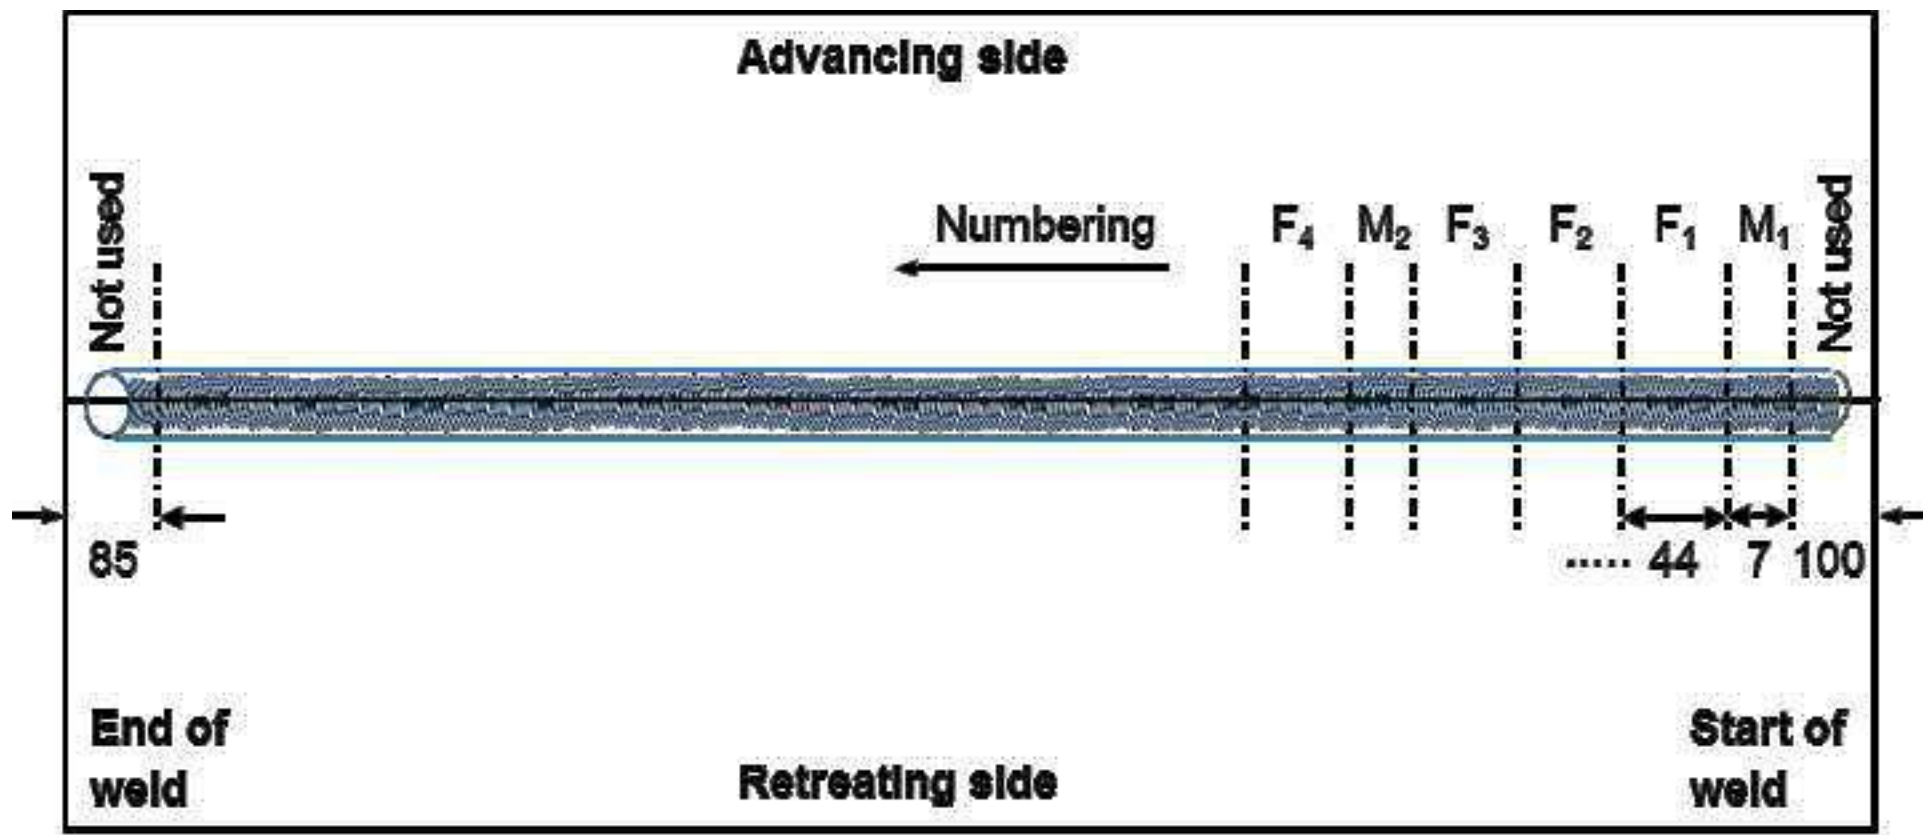 Advancing side
Not used
Numbering
F₄ M₂ F₃ F₂ F₁ M₁
Not used
85
..... 44 7 100
End of
weld
Retreating side
Start of
weld